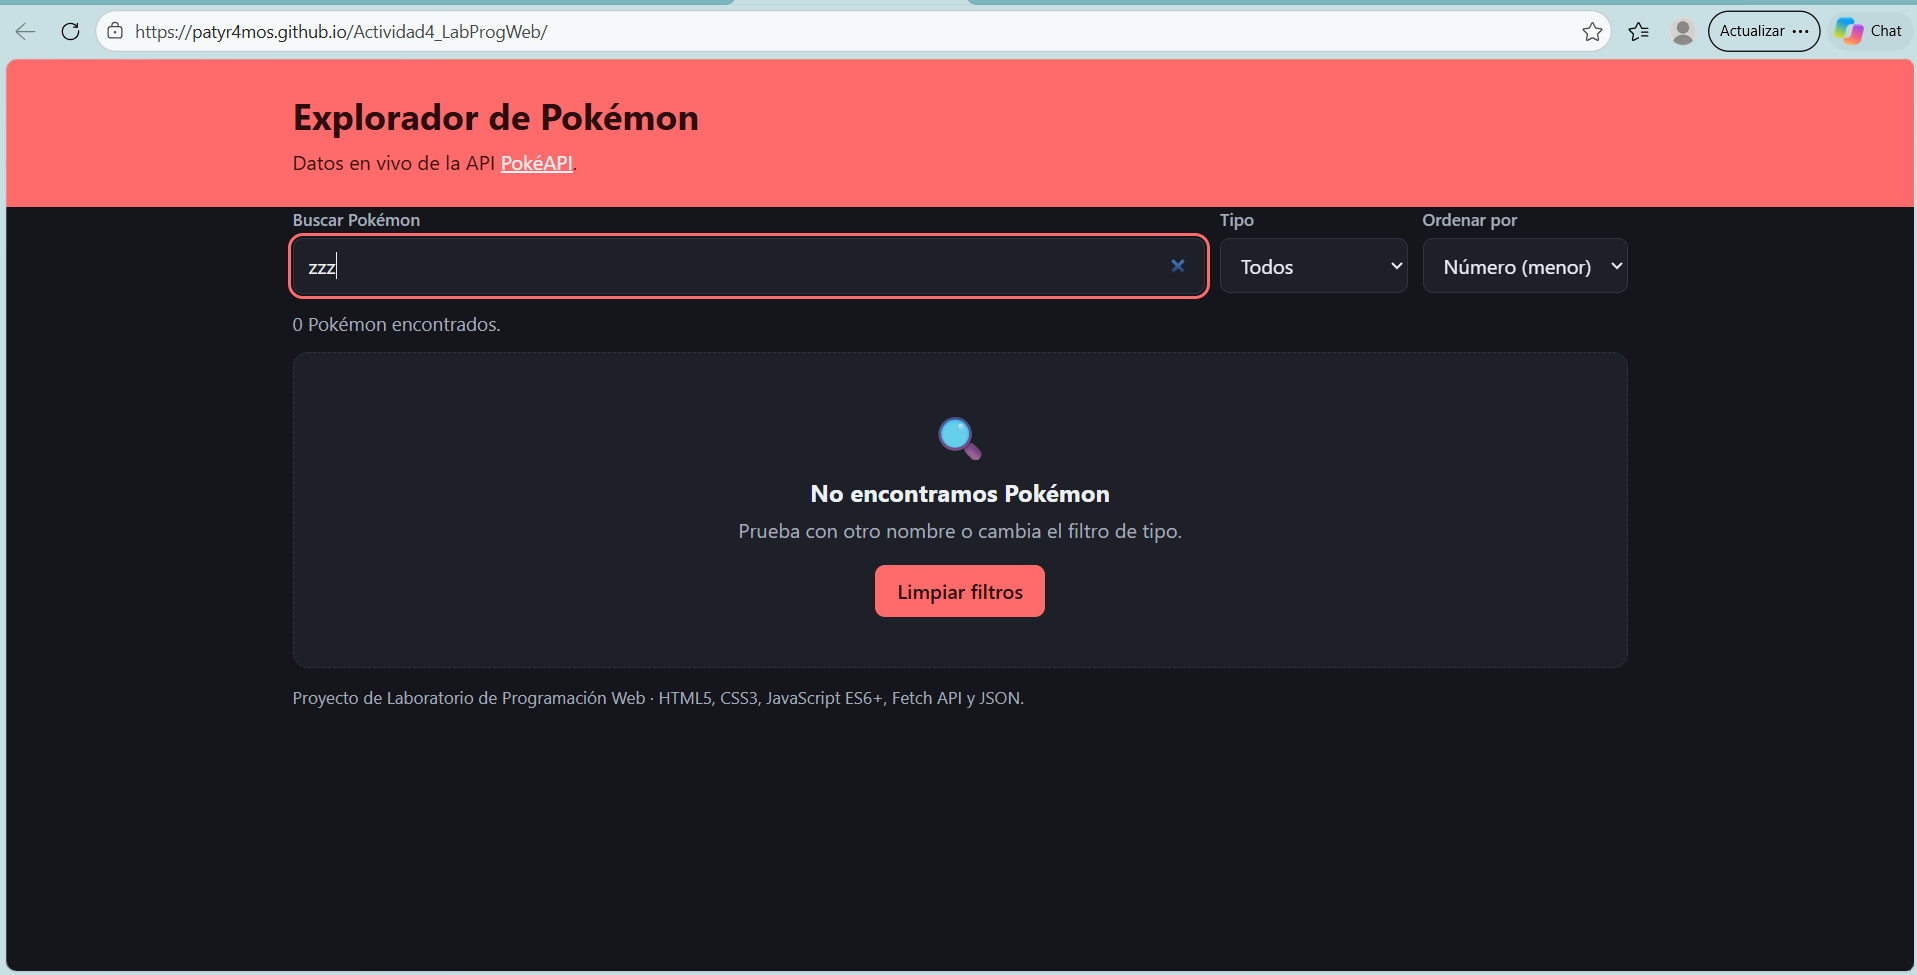 https://patyr4mos.github.io/Actividad4_LabProgWeb/
Actualizar
Chat
Explorador de Pokémon
Datos en vivo de la API PokéAPI.
Buscar Pokémon
Tipo
Ordenar por
zzz
Todos
Número (menor)
0 Pokémon encontrados.
No encontramos Pokémon
Prueba con otro nombre o cambia el filtro de tipo.
Limpiar filtros
Proyecto de Laboratorio de Programación Web · HTML5, CSS3, JavaScript ES6+, Fetch API y JSON.